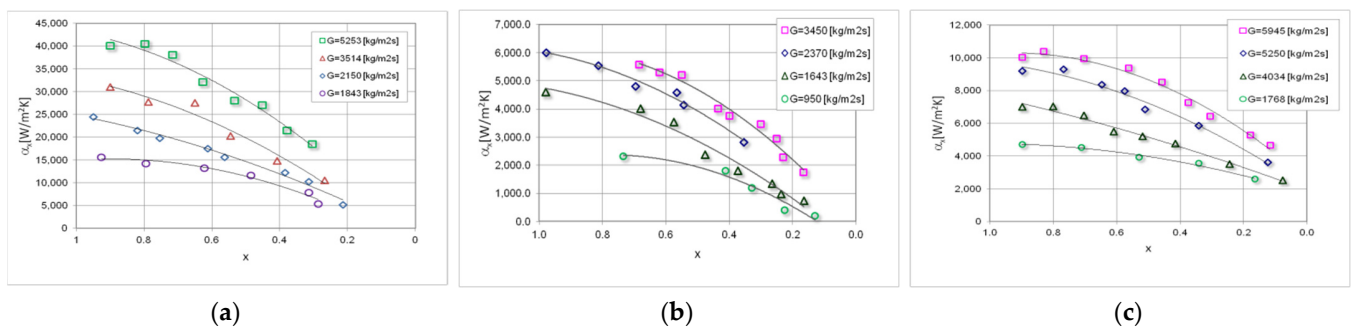 45,000
40,000
35,000
30,000
25,000
20,000
15,000
10,000
5,000
0
αₓ[W/m²K]
1
0.8
0.6
0.4
0.2
0
x
G=5253 [kg/m2s]
G=3514 [kg/m2s]
G=2150 [kg/m2s]
G=1843 [kg/m2s]
(a)
7,000.0
6,000.0
5,000.0
4,000.0
3,000.0
2,000.0
1,000.0
0.0
αₓ[W/m²K]
1.0
0.8
0.6
0.4
0.2
0.0
x
G=3450 [kg/m2s]
G=2370 [kg/m2s]
G=1643 [kg/m2s]
G=950 [kg/m2s]
(b)
12,000
10,000
8,000
6,000
4,000
2,000
0
αₓ[W/m²K]
1.0
0.8
0.6
0.4
0.2
0.0
x
G=5945 [kg/m2s]
G=5250 [kg/m2s]
G=4034 [kg/m2s]
G=1768 [kg/m2s]
(c)